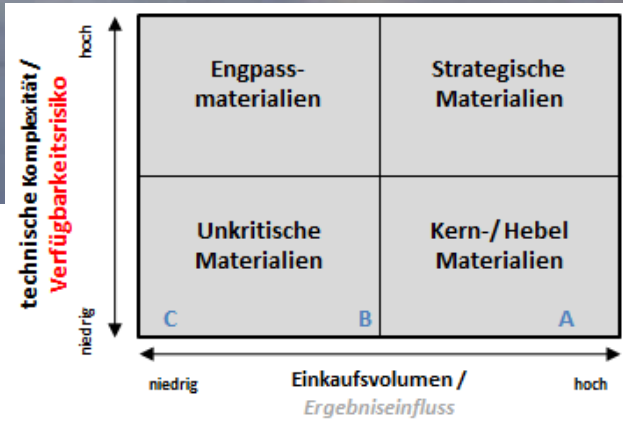 technische Komplexität /
Verfügbarkeitsrisiko
hoch
niedrig
Engpass-
materialien
Strategische
Materialien
Unkritische
Materialien
Kern-/ Hebel
Materialien
C B A
niedrig Einkaufsvolumen / hoch
Ergebniseinfluss